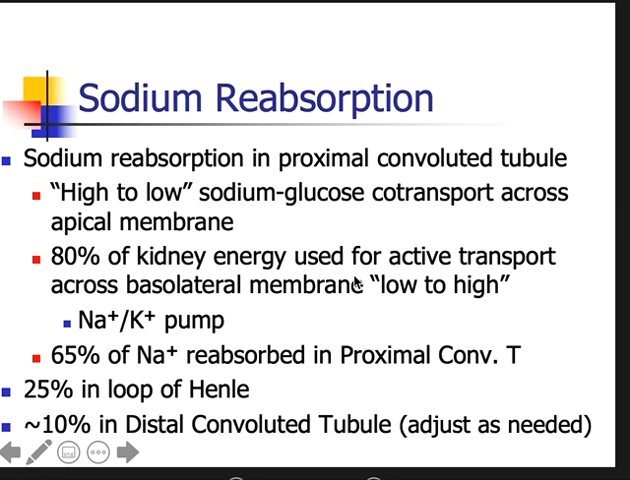 Sodium Reabsorption
Sodium reabsorption in proximal convoluted tubule
“High to low” sodium-glucose cotransport across
apical membrane
80% of kidney energy used for active transport
across basolateral membrane “low to high”
Na⁺/K⁺ pump
65% of Na⁺ reabsorbed in Proximal Conv. T
25% in loop of Henle
~10% in Distal Convoluted Tubule (adjust as needed)